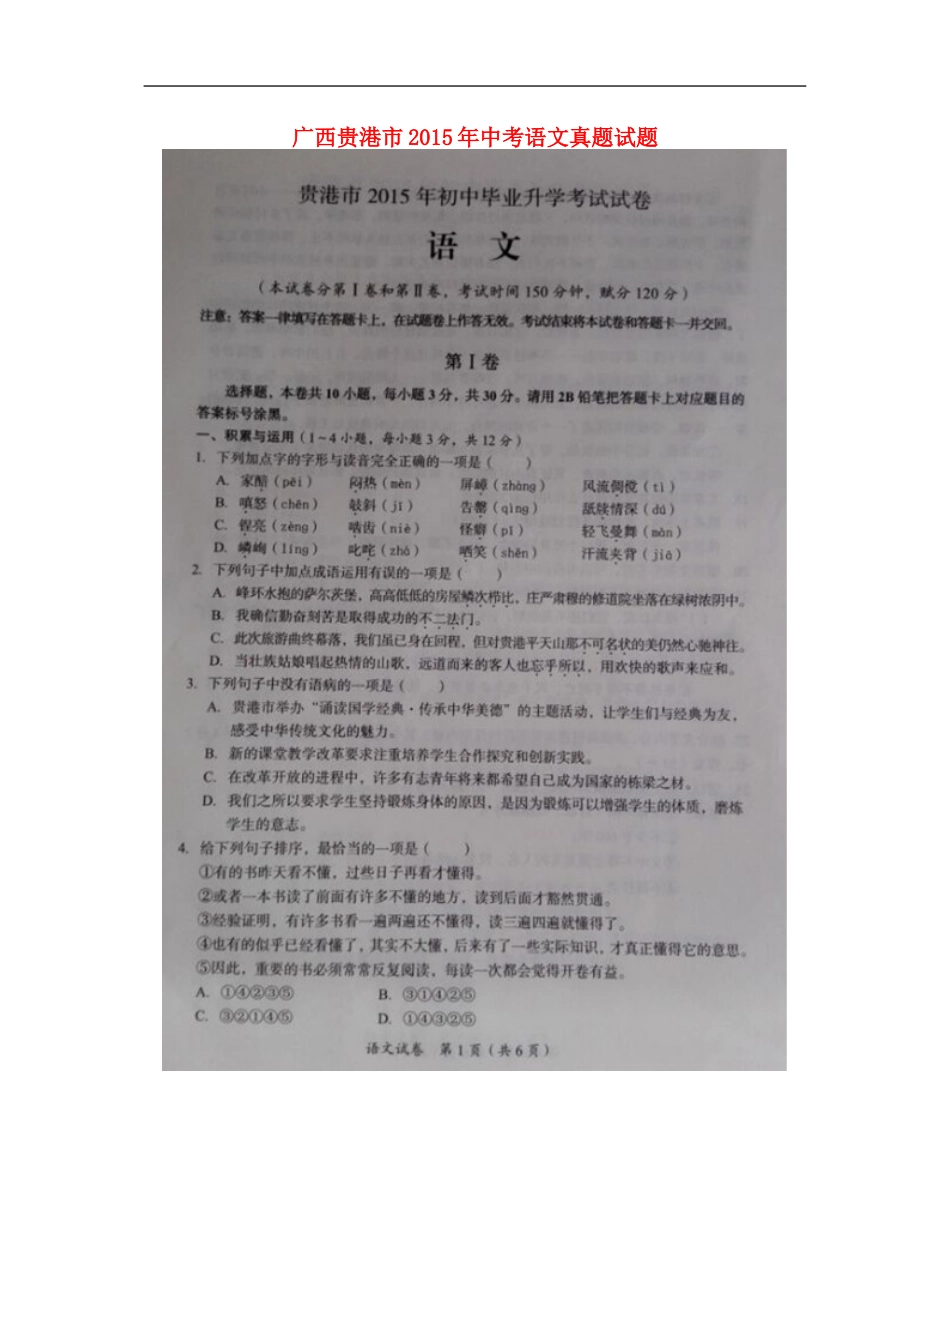 广西贵港市2015年中考语文真题试题
贵港市 2015 年初中毕业升学考试试卷
语 文
（本试卷分第Ⅰ卷和第Ⅱ卷，考试时间 150 分钟，赋分 120 分）
注意：答案一律填写在答题卡上，在试题卷上作答无效。考试结束将本试卷和答题卡一并交回。
第Ⅰ卷
选择题，本卷共 10 小题，每小题 3 分，共 30 分。请用 2B 铅笔把答题卡上对应题目的
答案标号涂黑。
一、积累与运用（1~4 小题，每小题 3 分，共 12 分）
1. 下列加点字的字形与读音完全正确的一项是（ ）
A. 家醅（pēi） 闷热（mèn） 屏嶂（zhàng） 风流倜傥（tì）
B. 嗔怒（chēn） 敧斜（jī） 告罄（qìng） 舐犊情深（dú）
C. 锃亮（zèng） 啮齿（niè） 怪癖（pǐ） 轻飞曼舞（màn）
D. 嶙峋（líng） 叱咤（zhà） 哂笑（shěn） 汗流夹背（jiā）
2. 下列句子中加点成语运用有误的一项是（ ）
A. 峰环水抱的萨尔茨堡，高高低低的房屋鳞次栉比，庄严肃穆的修道院坐落在绿树浓阴中。
B. 我确信勤奋刻苦是取得成功的不二法门。
C. 此次旅游曲终幕落，我们虽已身在回程，但对贵港平天山那不可名状的美仍然心驰神往。
D. 当壮族姑娘唱起热情的山歌，远道而来的客人也忘乎所以，用欢快的歌声来应和。
3. 下列句子中没有语病的一项是（ ）
A. 贵港市举办“诵读国学经典·传承中华美德”的主题活动，让学生们与经典为友，
感受中华传统文化的魅力。
B. 新的课堂教学改革要求注重培养学生合作探究和创新实践。
C. 在改革开放的进程中，许多有志青年将来都希望自己成为国家的栋梁之材。
D. 我们之所以要求学生坚持锻炼身体的原因，是因为锻炼可以增强学生的体质，磨炼
学生的意志。
4. 给下列句子排序，最恰当的一项是（ ）
①有的书昨天看不懂，过些日子再看才懂得。
②或者一本书读了前面有许多不懂的地方，读到后面才豁然贯通。
③经验证明，有许多书看一遍两遍还不懂得，读三遍四遍就懂得了。
④也有的似乎已经看懂了，其实不大懂，后来有了一些实际知识，才真正懂得它的意思。
⑤因此，重要的书必须常常反复阅读，每读一次都会觉得开卷有益。
A. ①④②③⑤ B. ③①④②⑤
C. ③②①④⑤ D. ①④③②⑤
语文试卷 第 1 页（共 6 页）